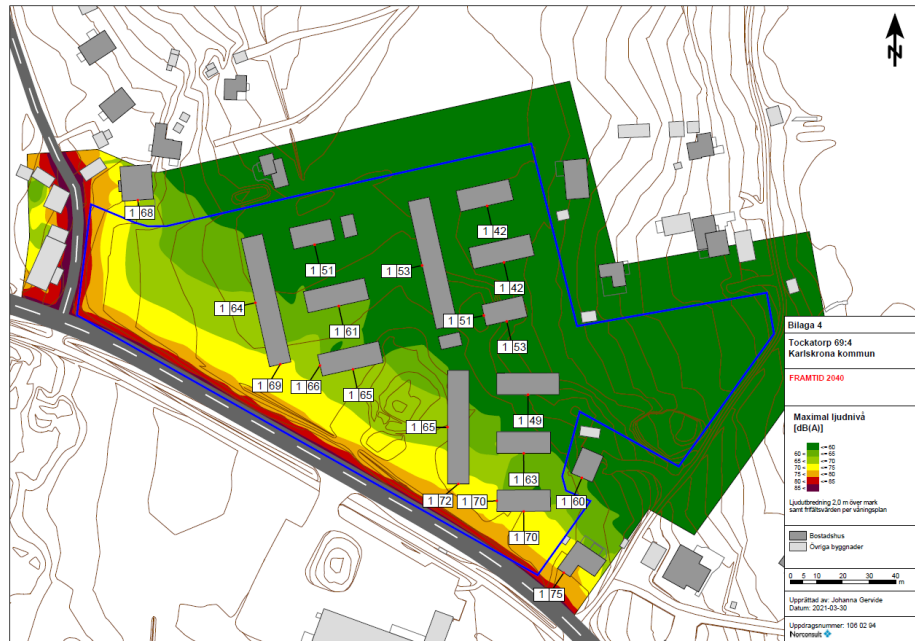 N
1 68
1 42
1 51
1 53
1 42
1 64
1 51
1 61
1 53
1 69
1 66
1 65
1 49
1 65
1 63
1 72
1 70
1 60
1 70
1 75
Bilaga 4
Tockatorp 69:4
Karlskrona kommun
FRAMTID 2040
Maximal ljudnivå
[dB(A)]
<=60
60 < <=65
65 < <=70
70 < <=75
75 < <=80
80 < <=85
85 <
Ljudutbredning 2,0 m över mark
samt frifältsvärden per våningsplan
Bostadshus
Övriga byggnader
0 5 10 20 30 40
m
Upprättad av: Johanna Gervide
Datum: 2021-03-30
Uppdragsnummer: 106 02 94
Norconsult